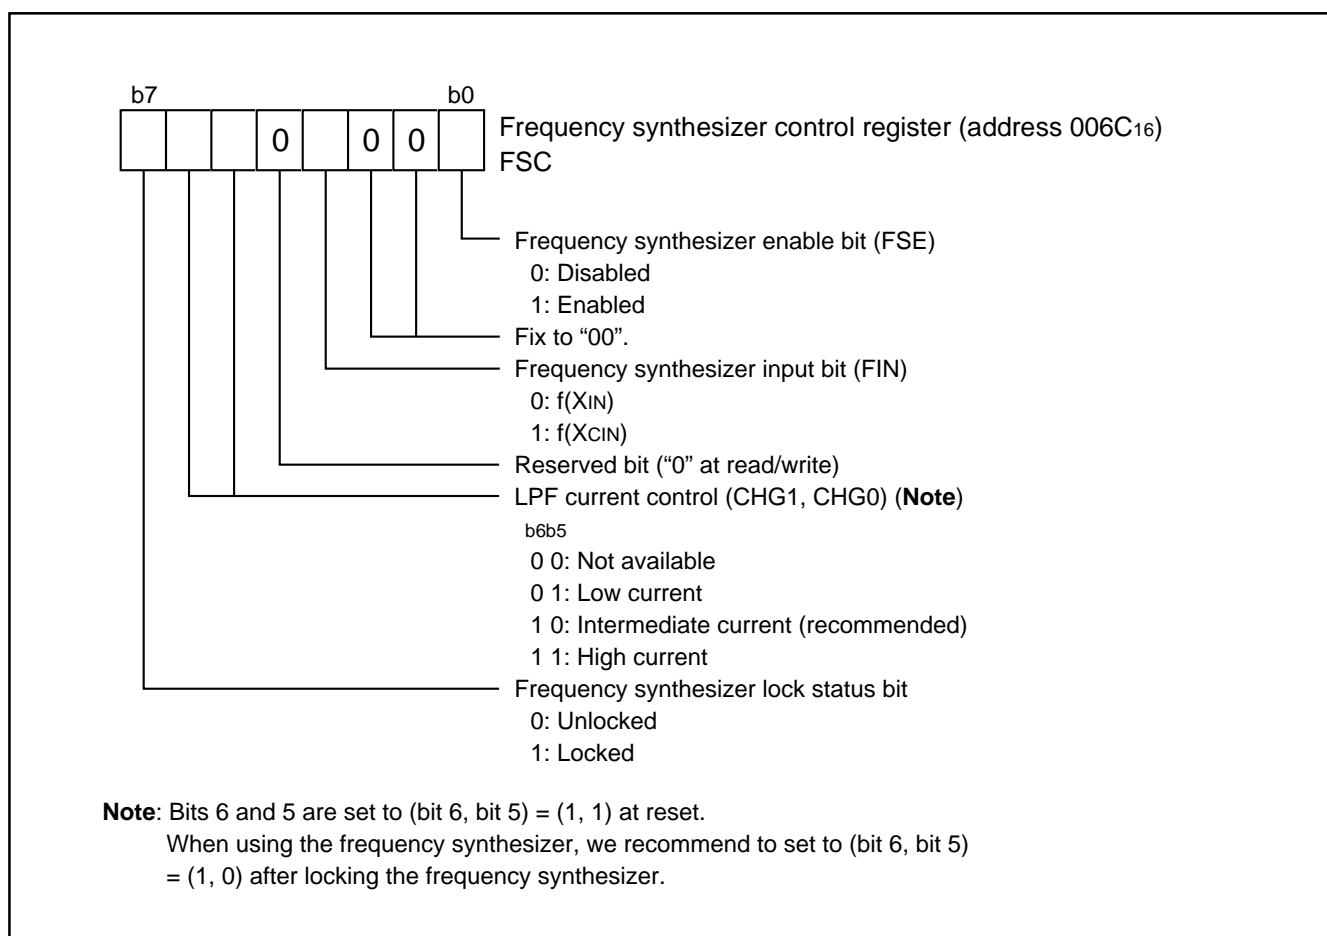 b7 b0
0 0 0
Frequency synthesizer control register (address 006C16)
FSC
Frequency synthesizer enable bit (FSE)
0: Disabled
1: Enabled
Fix to “00”.
Frequency synthesizer input bit (FIN)
0: f(XIN)
1: f(XCIN)
Reserved bit (“0” at read/write)
LPF current control (CHG1, CHG0) (Note)
b6b5
0 0: Not available
0 1: Low current
1 0: Intermediate current (recommended)
1 1: High current
Frequency synthesizer lock status bit
0: Unlocked
1: Locked
Note: Bits 6 and 5 are set to (bit 6, bit 5) = (1, 1) at reset.
When using the frequency synthesizer, we recommend to set to (bit 6, bit 5)
= (1, 0) after locking the frequency synthesizer.